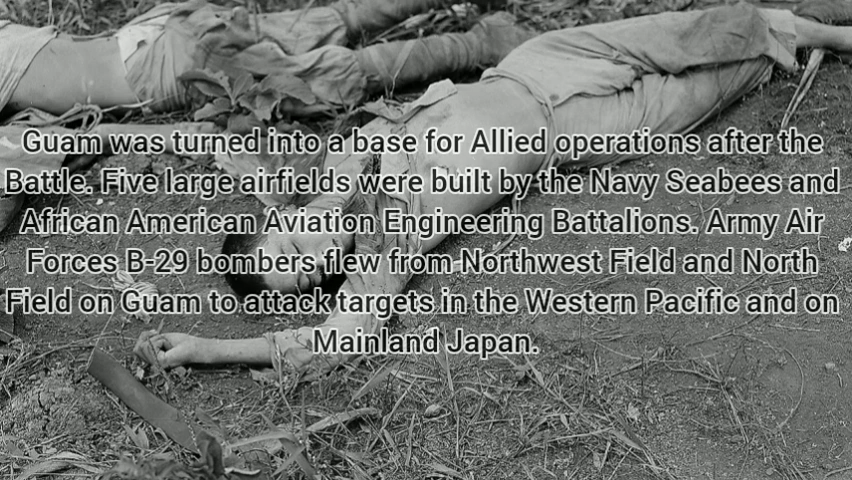 Guam was turned into a base for Allied operations after the
Battle. Five large airfields were built by the Navy Seabees and
African American Aviation Engineering Battalions. Army Air
Forces B-29 bombers flew from Northwest Field and North
Field on Guam to attack targets in the Western Pacific and on
Mainland Japan.